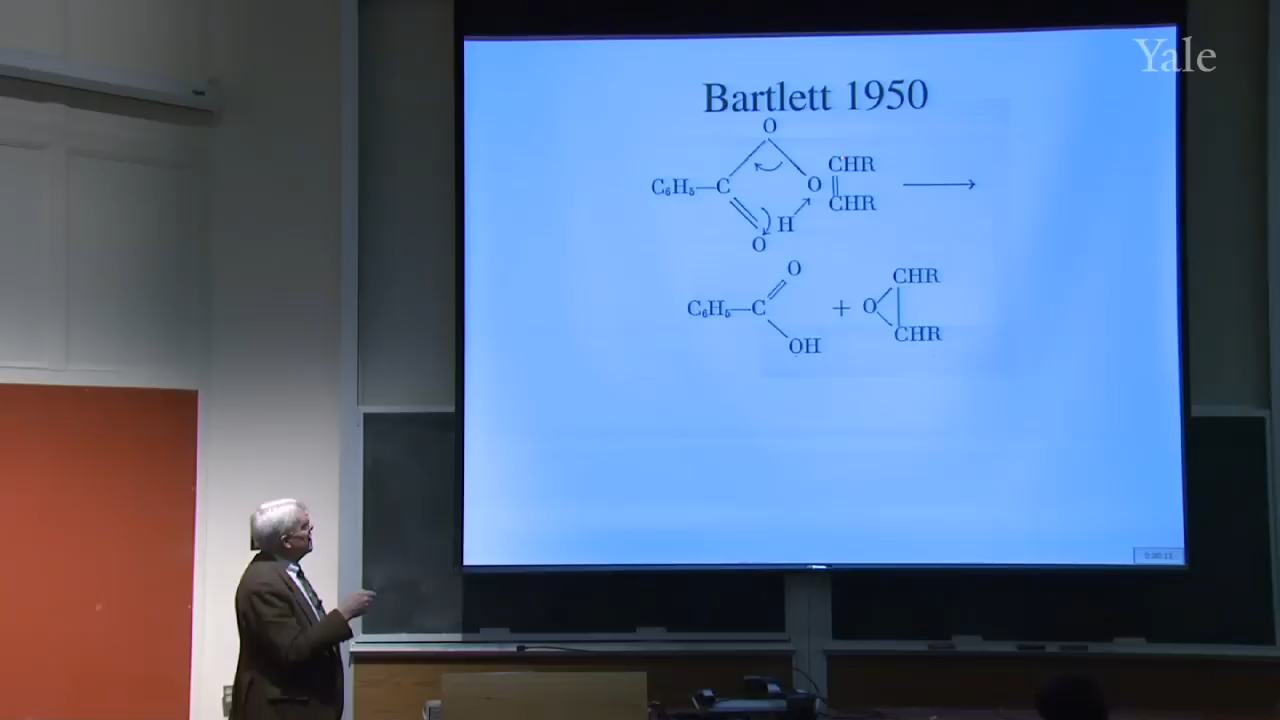 Yale
Bartlett 1950
O
CHR
C₆H₅—C O
CHR
H
O
O CHR
C₆H₅—C + O
CHR
OH